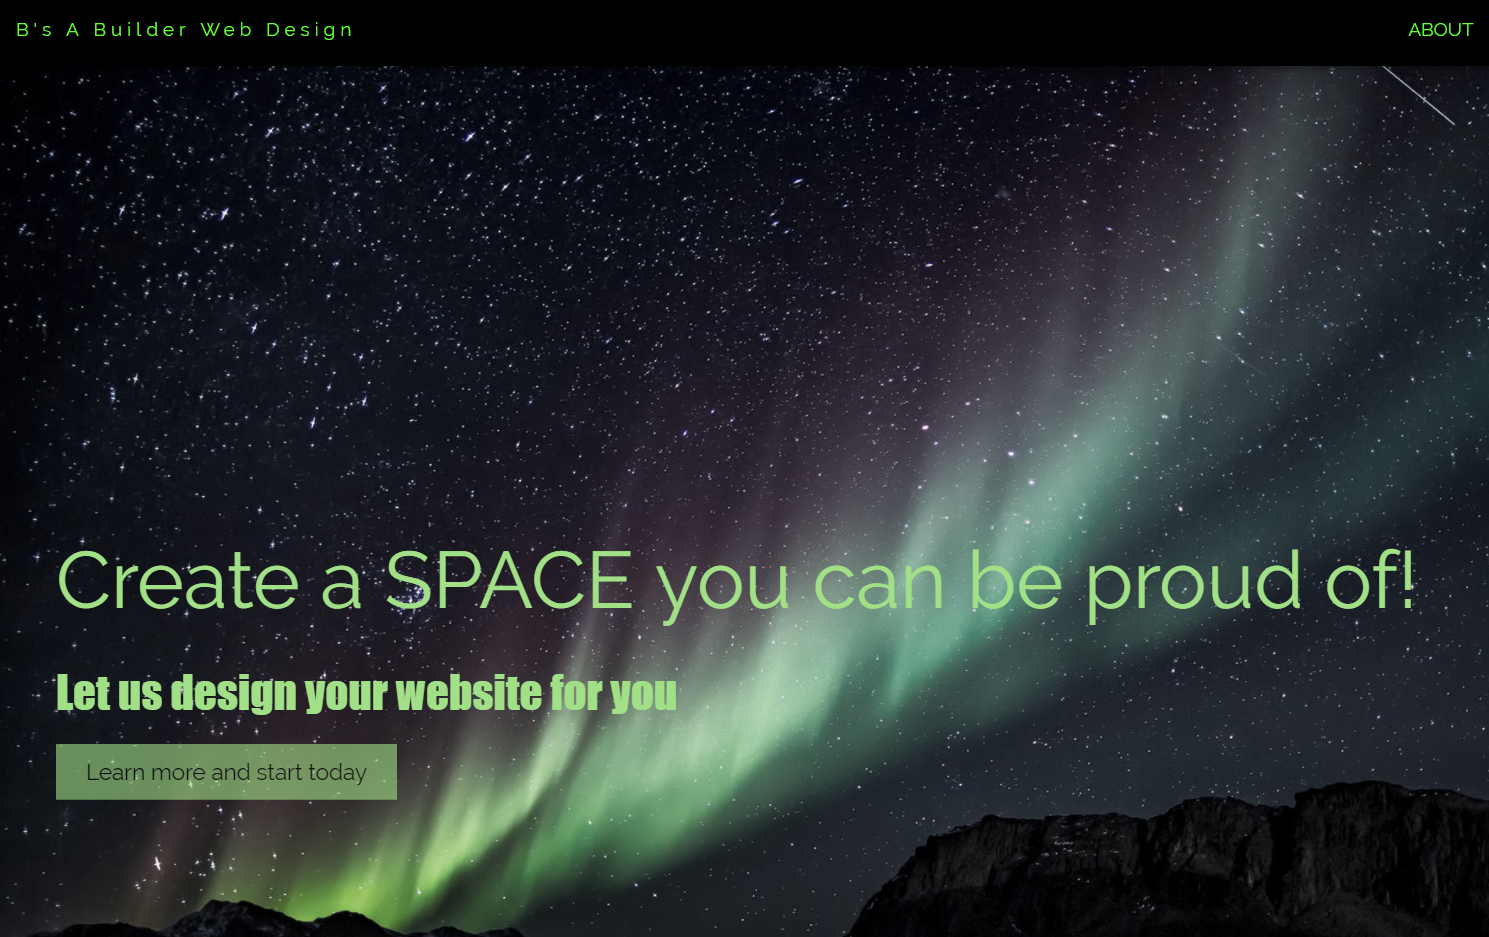 B's A Builder Web Design
ABOUT
Create a SPACE you can be proud of!
Let us design your website for you
Learn more and start today